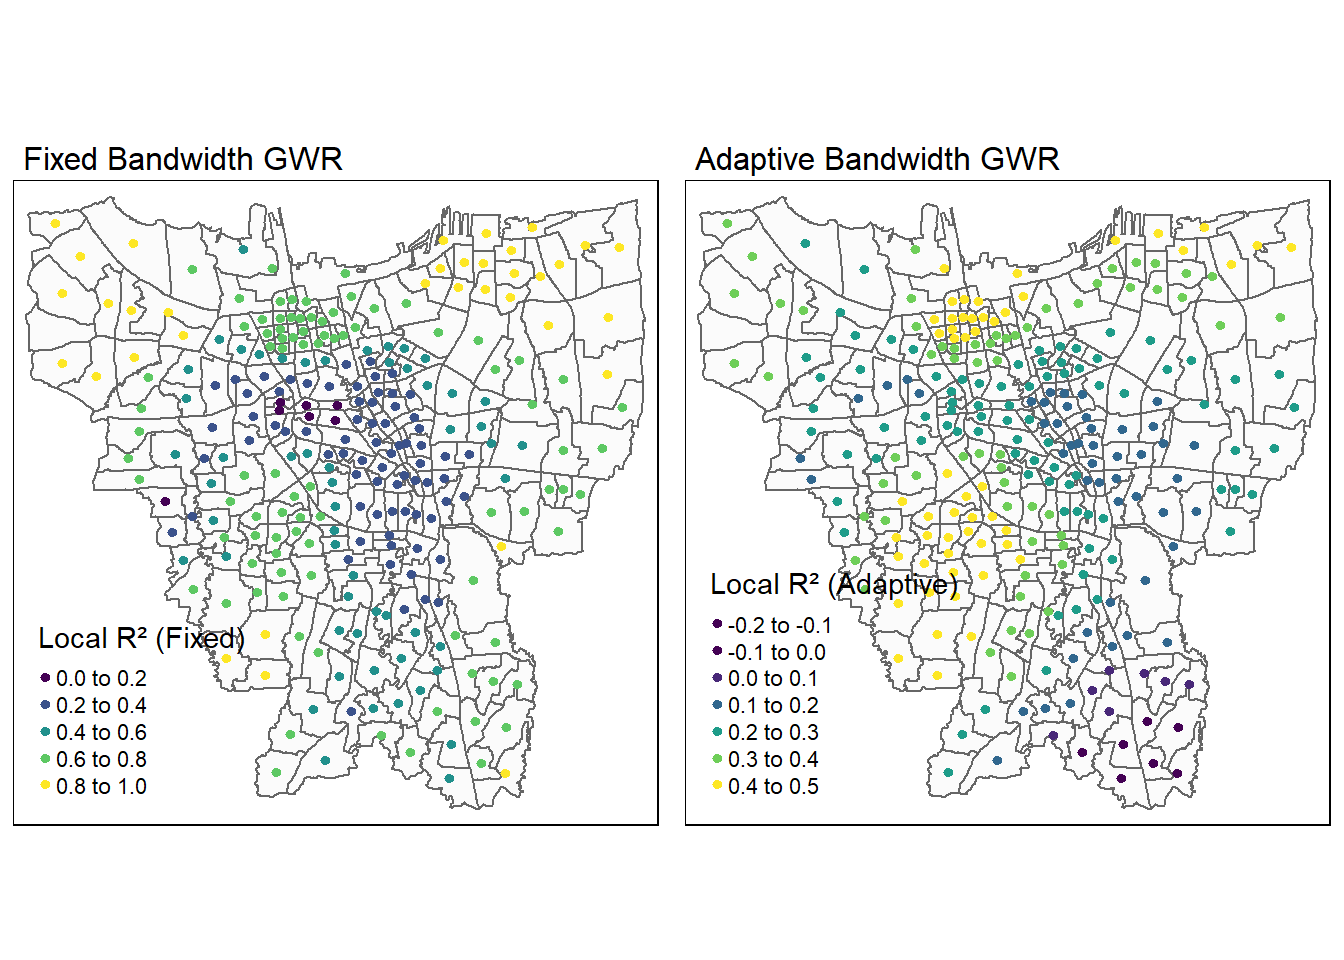 Fixed Bandwidth GWR
Local R² (Fixed)
0.0 to 0.2
0.2 to 0.4
0.4 to 0.6
0.6 to 0.8
0.8 to 1.0
Adaptive Bandwidth GWR
Local R² (Adaptive)
-0.2 to -0.1
-0.1 to 0.0
0.0 to 0.1
0.1 to 0.2
0.2 to 0.3
0.3 to 0.4
0.4 to 0.5